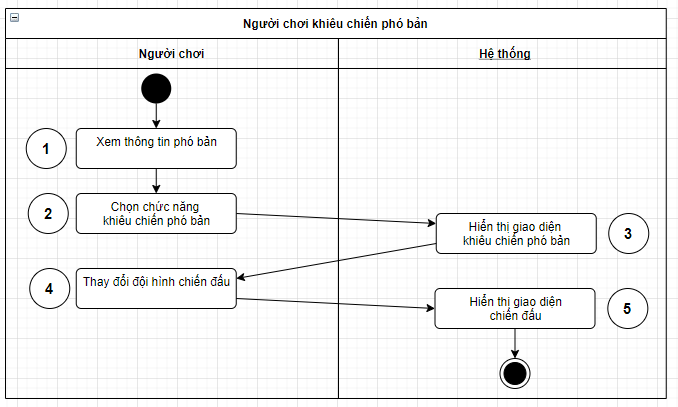 Người chơi khiêu chiến phó bản
Người chơi
Hệ thống
1
Xem thông tin phó bản
2
Chọn chức năng
khiêu chiến phó bản
Hiển thị giao diện
khiêu chiến phó bản
3
4
Thay đổi đội hình chiến đấu
Hiển thị giao diện
chiến đấu
5